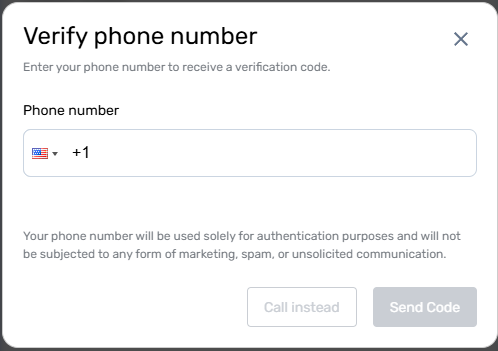 Verify phone number
Enter your phone number to receive a verification code.
Phone number
+1
Your phone number will be used solely for authentication purposes and will not
be subjected to any form of marketing, spam, or unsolicited communication.
Call instead Send Code